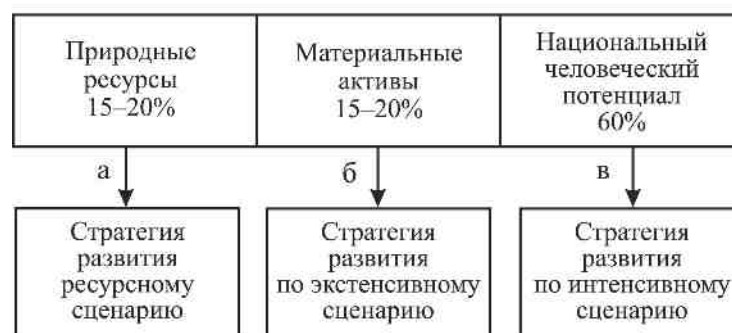 Природные
ресурсы
15–20%
Материальные
активы
15–20%
Национальный
человеческий
потенциал
60%
а
б
в
Стратегия
развития
ресурсному
сценарию
Стратегия
развития
по экстенсивному
сценарию
Стратегия
развития
по интенсивному
сценарию